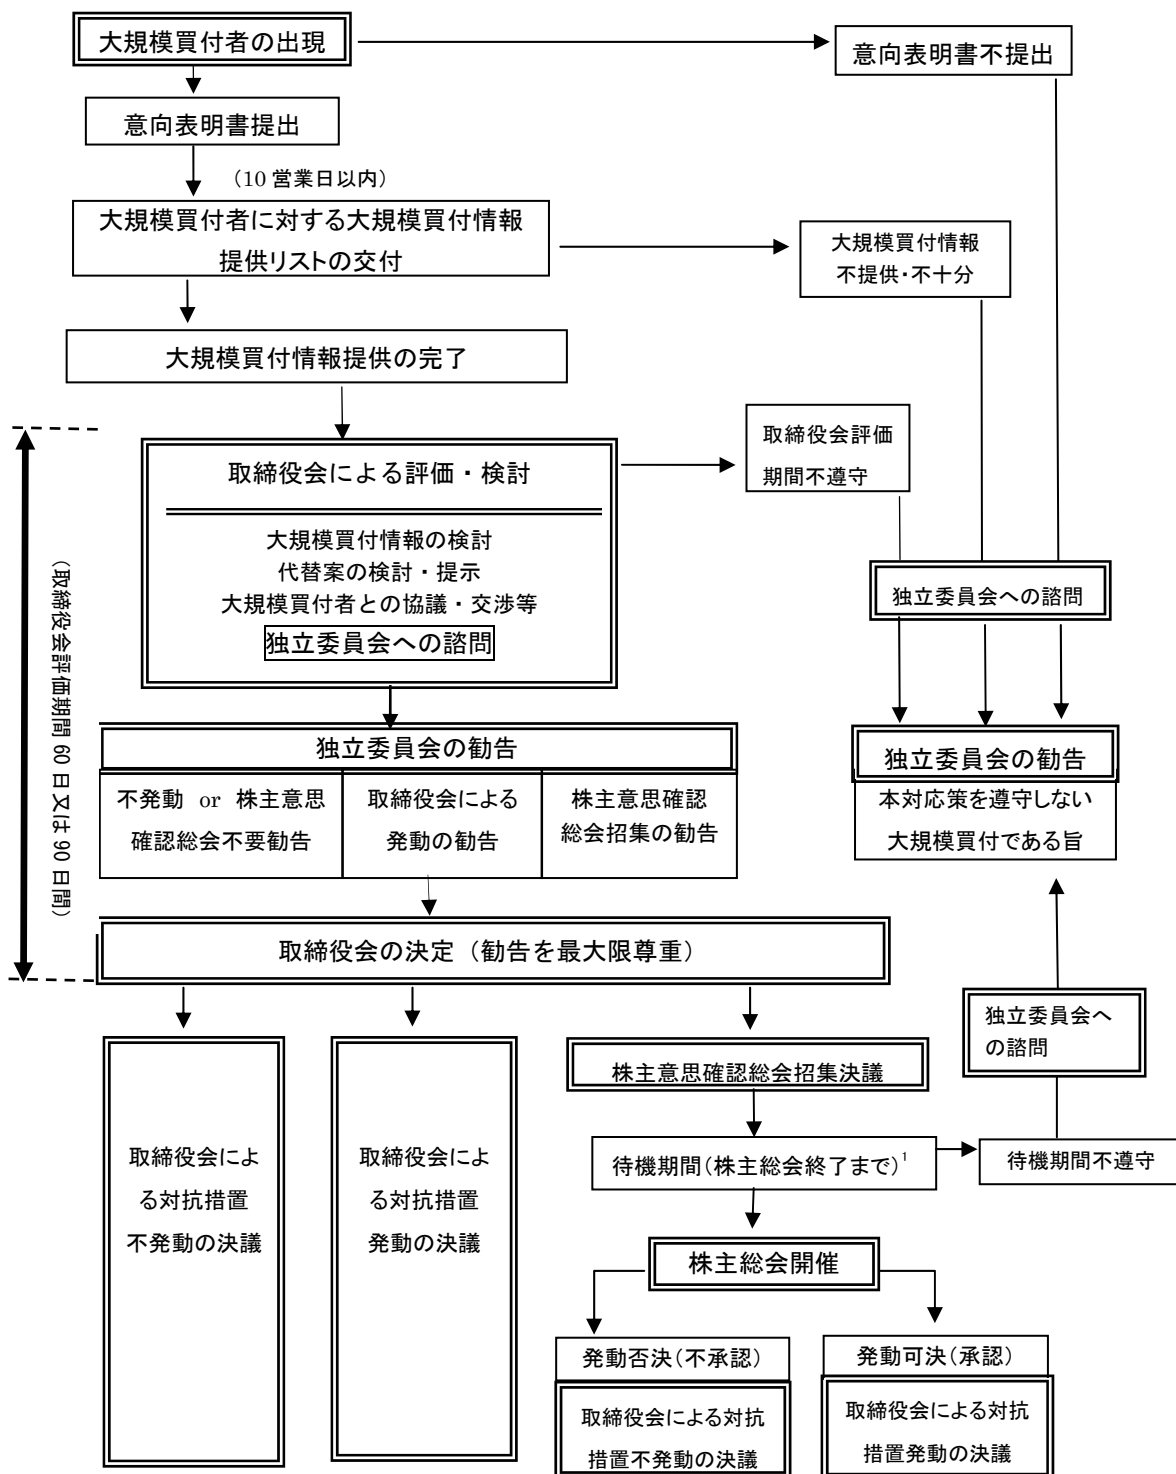 大規模買付者の出現
意向表明書不提出
意向表明書提出
（10 営業日以内）
大規模買付者に対する大規模買付情報
提供リストの交付
大規模買付情報
不提供・不十分
大規模買付情報提供の完了
取締役会評価
期間不遵守
取締役会による評価・検討
大規模買付情報の検討
代替案の検討・提示
大規模買付者との協議・交渉等
独立委員会への諮問
独立委員会への諮問
（取締役会評価期間 60 日又は 90 日間）
独立委員会の勧告
不発動 or 株主意思
確認総会不要勧告
取締役会による
発動の勧告
株主意思確認
総会招集の勧告
独立委員会の勧告
本対応策を遵守しない
大規模買付である旨
取締役会の決定（勧告を最大限尊重）
独立委員会へ
の諮問
株主意思確認総会招集決議
待機期間（株主総会終了まで）1
待機期間不遵守
取締役会によ
る対抗措置
不発動の決議
取締役会によ
る対抗措置
発動の決議
株主総会開催
発動否決（不承認）
取締役会による対抗
措置不発動の決議
発動可決（承認）
取締役会による対抗
措置発動の決議